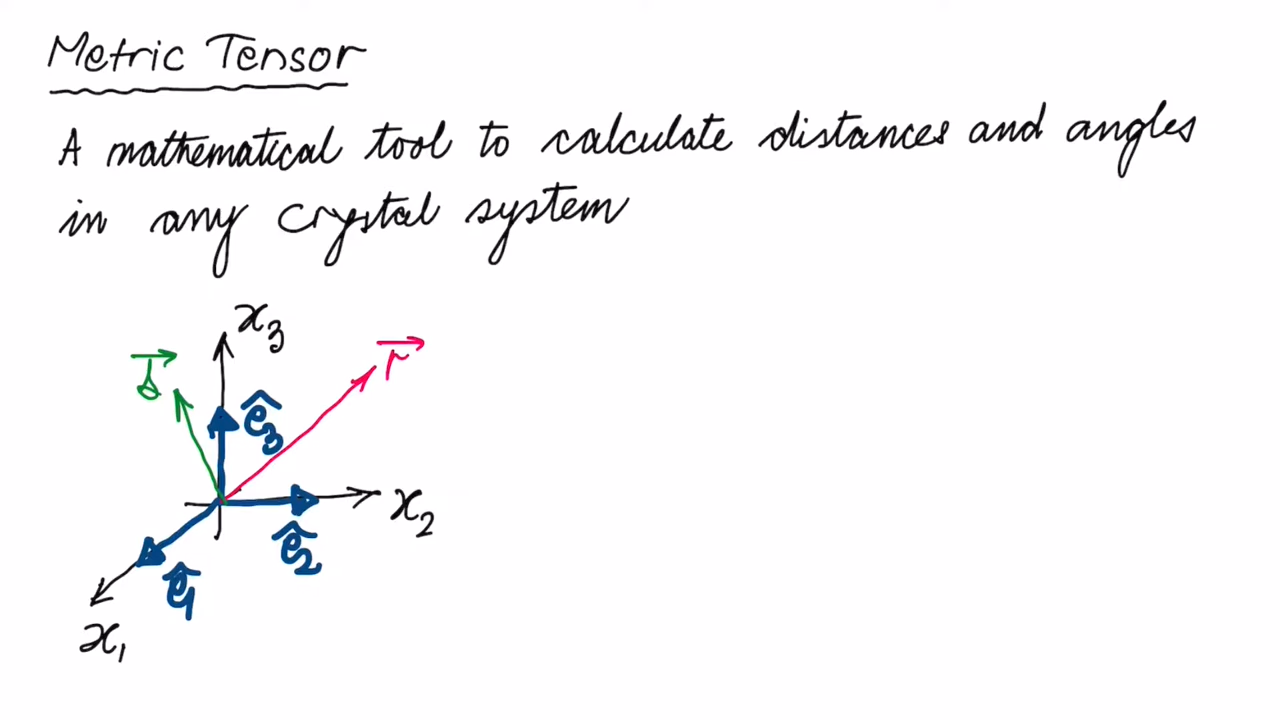 Metric Tensor
A mathematical tool to calculate distances and angles
in any crystal system
x₃
r⃗
ê₃
x₂
ê₂
ê₁
x₁